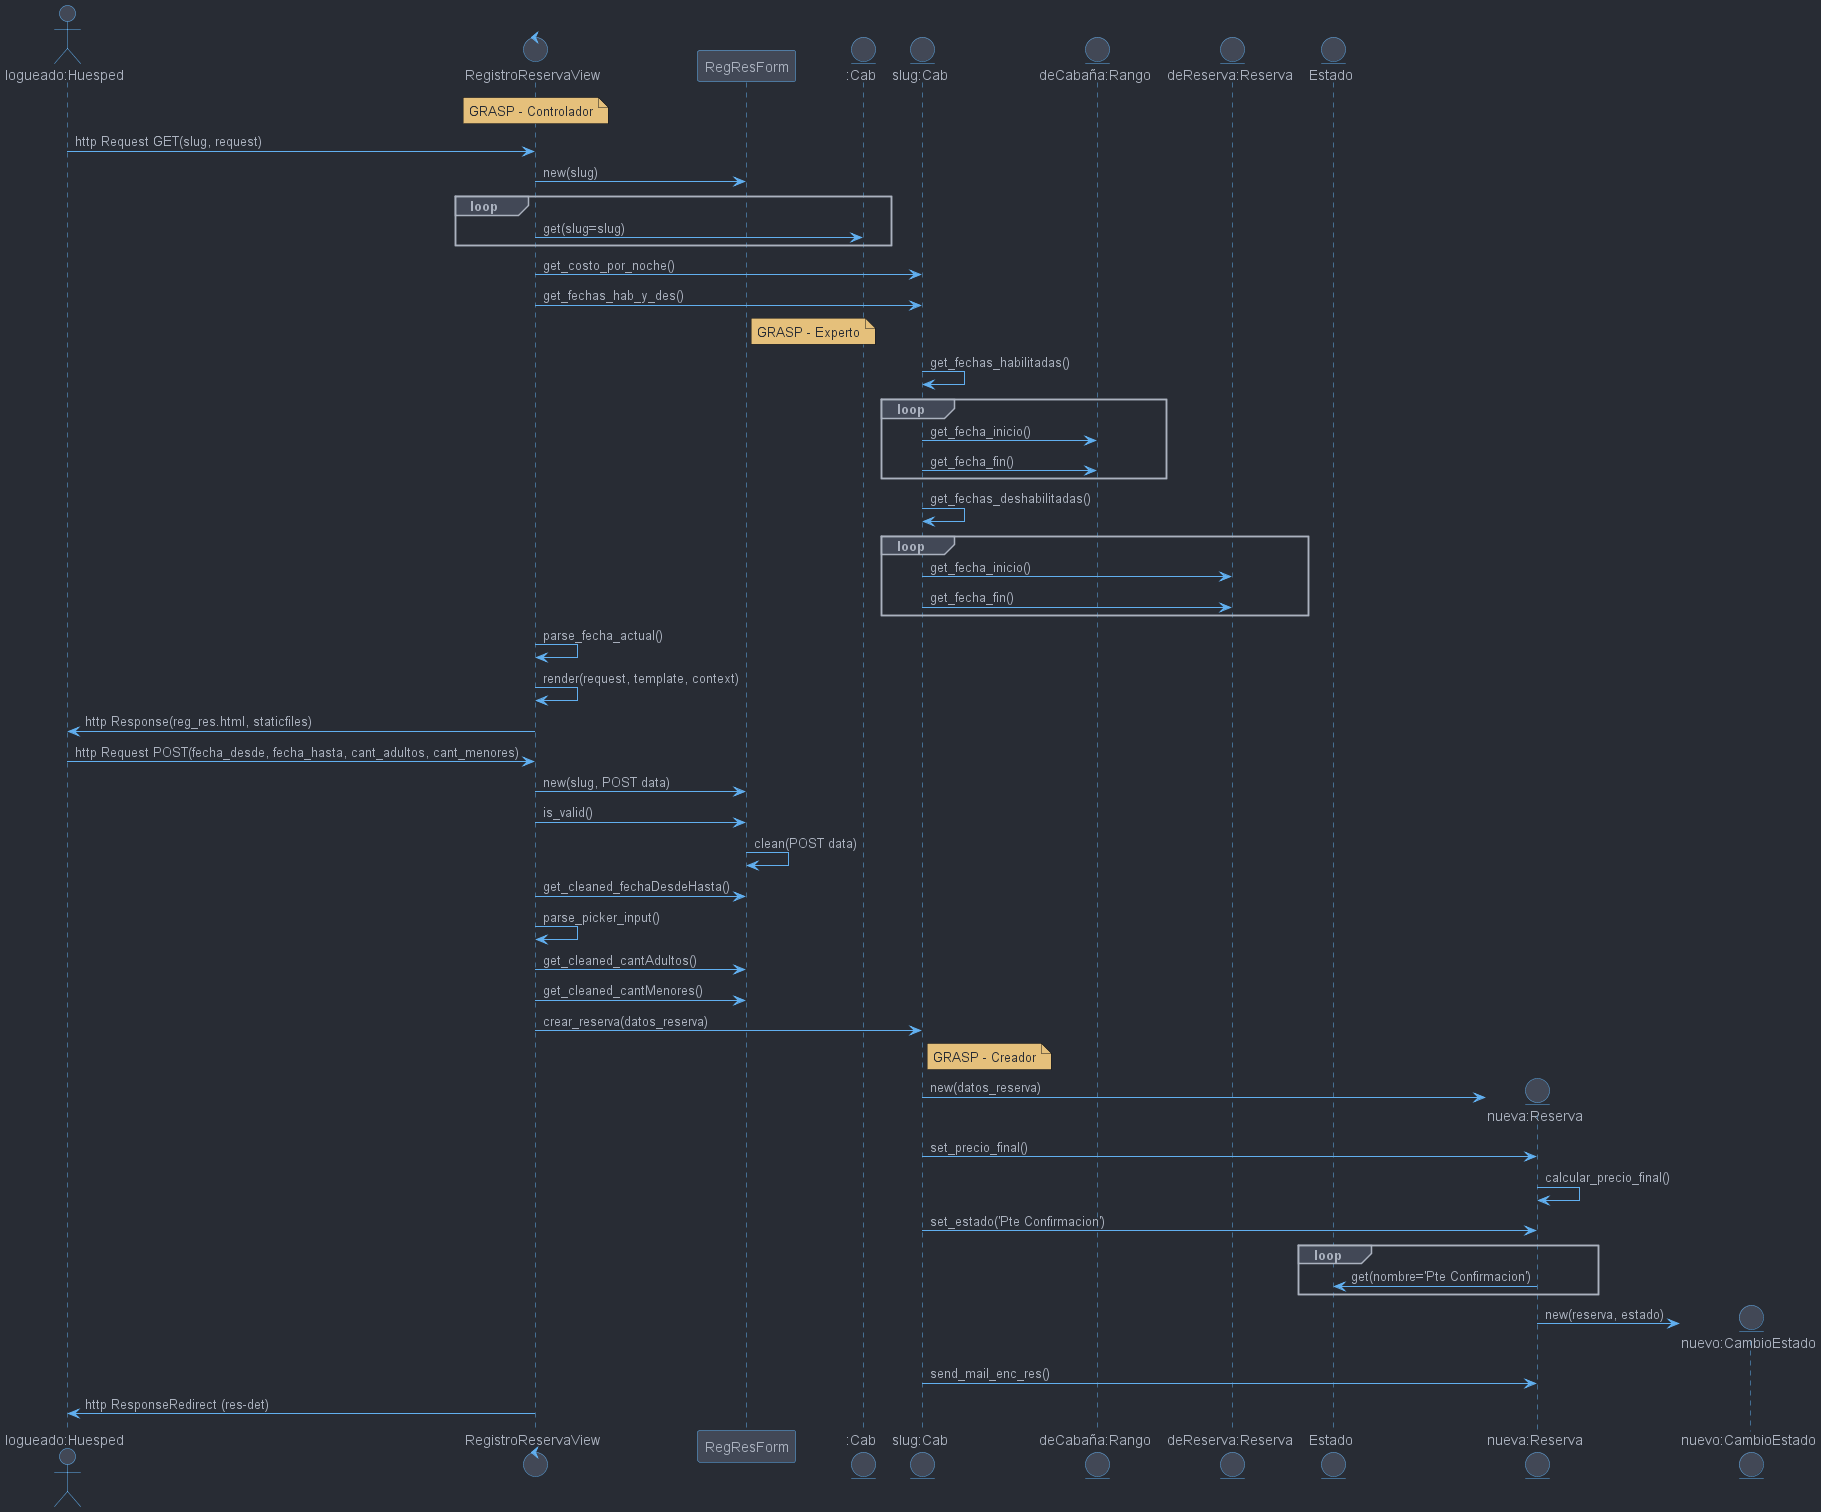 logueado:Huesped
RegistroReservaView
RegResForm
:Cab
slug:Cab
deCabaña:Rango
deReserva:Reserva
Estado
GRASP - Controlador
http Request GET(slug, request)
new(slug)
loop
get(slug=slug)
get_costo_por_noche()
get_fechas_hab_y_des()
GRASP - Experto
get_fechas_habilitadas()
loop
get_fecha_inicio()
get_fecha_fin()
get_fechas_deshabilitadas()
loop
get_fecha_inicio()
get_fecha_fin()
parse_fecha_actual()
render(request, template, context)
http Response(reg_res.html, staticfiles)
http Request POST(fecha_desde, fecha_hasta, cant_adultos, cant_menores)
new(slug, POST data)
is_valid()
clean(POST data)
get_cleaned_fechaDesdeHasta()
parse_picker_input()
get_cleaned_cantAdultos()
get_cleaned_cantMenores()
crear_reserva(datos_reserva)
GRASP - Creador
new(datos_reserva)
nueva:Reserva
set_precio_final()
calcular_precio_final()
set_estado('Pte Confirmacion')
loop
get(nombre='Pte Confirmacion')
new(reserva, estado)
nuevo:CambioEstado
send_mail_enc_res()
http ResponseRedirect (res-det)
logueado:Huesped
RegistroReservaView
RegResForm
:Cab
slug:Cab
deCabaña:Rango
deReserva:Reserva
Estado
nueva:Reserva
nuevo:CambioEstado